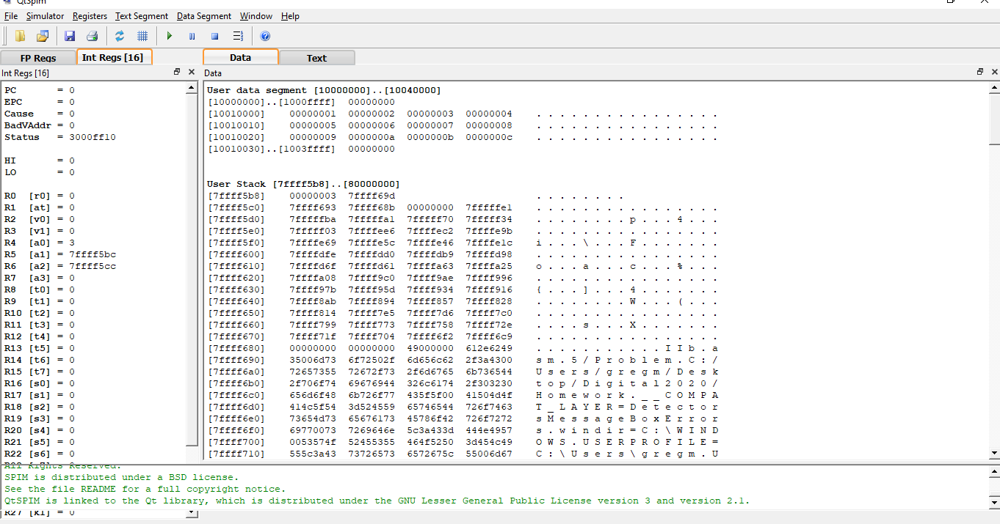 QtSpim
File Simulator Registers Text Segment Data Segment Window Help
FP Regs Int Regs [16] Data Text
Int Regs [16] Data
PC = 0
EPC = 0
Cause = 0
BadVAddr = 0
Status = 3000ff10
HI = 0
LO = 0
R0 [r0] = 0
R1 [at] = 0
R2 [v0] = 0
R3 [v1] = 0
R4 [a0] = 3
R5 [a1] = 7ffff5bc
R6 [a2] = 7ffff5cc
R7 [a3] = 0
R8 [t0] = 0
R9 [t1] = 0
R10 [t2] = 0
R11 [t3] = 0
R12 [t4] = 0
R13 [t5] = 0
R14 [t6] = 0
R15 [t7] = 0
R16 [s0] = 0
R17 [s1] = 0
R18 [s2] = 0
R19 [s3] = 0
R20 [s4] = 0
R21 [s5] = 0
R22 [s6] = 0
User data segment [10000000]..[10040000]
[10000000]..[1000ffff] 00000000
[10010000] 00000001 00000002 00000003 00000004 . . . . . . . . . . . . . . . .
[10010010] 00000005 00000006 00000007 00000008 . . . . . . . . . . . . . . . .
[10010020] 00000009 0000000a 0000000b 0000000c . . . . . . . . . . . . . . . .
[10010030]..[1003ffff] 00000000
User Stack [7ffff5b8]..[80000000]
[7ffff5b8] 00000003 7ffff69d . . . . . . . .
[7ffff5c0] 7ffff693 7ffff68b 00000000 7fffffe1 . . . . . . . . . . . . . . . .
[7ffff5d0] 7fffffba 7fffffa1 7fffff70 7fffff34 . . . . . . . . p . . . 4 . . .
[7ffff5e0] 7fffff03 7ffffee6 7ffffec2 7ffffe9b . . . . . . . . . . . . . . . .
[7ffff5f0] 7ffffe69 7ffffe5c 7ffffe46 7ffffe1c i . . . \ . . . F . . . . . . .
[7ffff600] 7ffffdfe 7ffffdd0 7ffffdb9 7ffffd98 . . . . . . . . . . . . . . . .
[7ffff610] 7ffffd6f 7ffffd61 7ffffa63 7ffffa25 o . . . a . . . c . . . % . . .
[7ffff620] 7ffffa08 7ffff9c0 7ffff9ae 7ffff996 . . . . . . . . . . . . . . . .
[7ffff630] 7ffff97b 7ffff95d 7ffff934 7ffff916 { . . . ] . . . 4 . . . . . . .
[7ffff640] 7ffff8ab 7ffff894 7ffff857 7ffff828 . . . . . . . . W . . . ( . . .
[7ffff650] 7ffff814 7ffff7e5 7ffff7d6 7ffff7c0 . . . . . . . . . . . . . . . .
[7ffff660] 7ffff799 7ffff773 7ffff758 7ffff72e . . . . s . . . X . . . . . . .
[7ffff670] 7ffff71f 7ffff704 7ffff6f2 7ffff6c9 . . . . . . . . . . . . . . . .
[7ffff680] 00000000 00000000 49000000 612e6249 . . . . . . . . . . . I I b . a
[7ffff690] 35006d73 6f72502f 6d656c62 2f3a4300 s m . 5 / P r o b l e m . C : /
[7ffff6a0] 72657355 72672f73 2f6d6765 6b736544 U s e r s / g r e g m / D e s k
[7ffff6b0] 2f706f74 69676944 326c6174 2f303230 t o p / D i g i t a l 2 0 2 0 /
[7ffff6c0] 656d6f48 6b726f77 435f5f00 41504d4f H o m e w o r k . _ _ C O M P A
[7ffff6d0] 414c5f54 3d524559 65746544 726f7463 T _ L A Y E R = D e t e c t o r
[7ffff6e0] 73654d73 65676173 45786f42 726f7272 s M e s s a g e B o x E r r o r
[7ffff6f0] 69770073 7269646e 5c3a433d 444e4957 s . w i n d i r = C : \ W I N D
[7ffff700] 0053574f 52455355 464f5250 3d454c49 O W S . U S E R P R O F I L E =
[7ffff710] 555c3a43 73726573 6572675c 55006d67 C : \ U s e r s \ g r e g m . U
All Rights Reserved.
SPIM is distributed under a BSD license.
See the file README for a full copyright notice.
QtSPIM is linked to the Qt library, which is distributed under the GNU Lesser General Public License version 3 and version 2.1.
R27 [k1] = 0